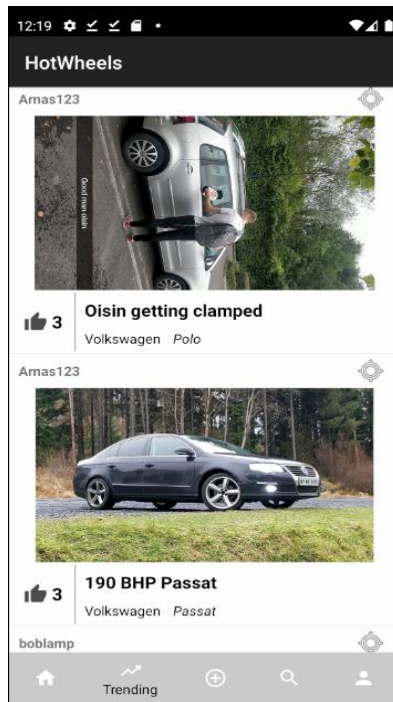 12:19
HotWheels
Arnas123
Good man oisin
3
Oisin getting clamped
Volkswagen Polo
Arnas123
3
190 BHP Passat
Volkswagen Passat
boblamp
Trending